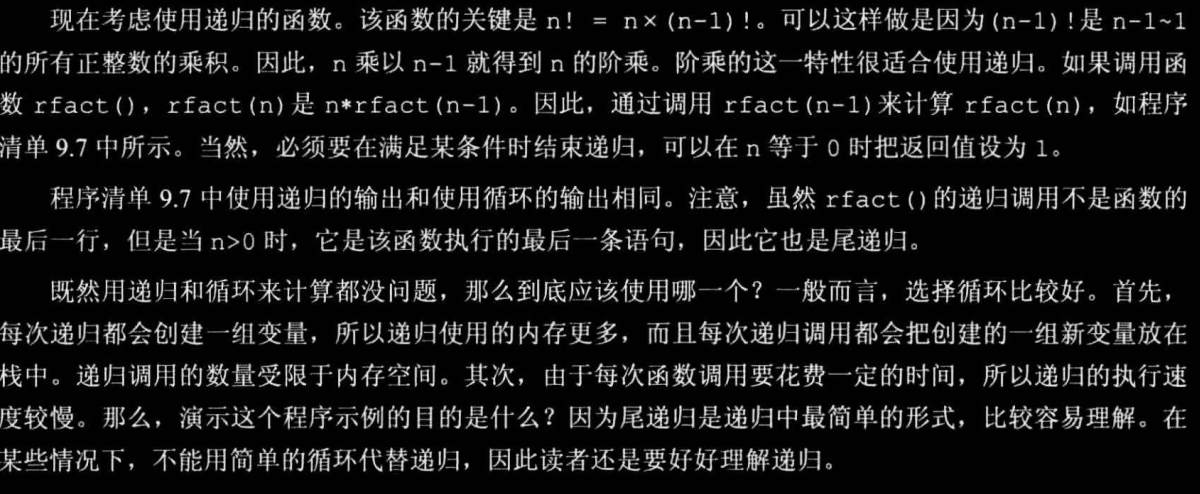 现在考虑使用递归的函数。该函数的关键是 n! = n×(n-1)!。可以这样做是因为(n-1)!是 n-1~1
的所有正整数的乘积。因此，n 乘以 n-1 就得到 n 的阶乘。阶乘的这一特性很适合使用递归。如果调用函
数 rfact()，rfact(n)是 n*rfact(n-1)。因此，通过调用 rfact(n-1)来计算 rfact(n)，如程序
清单 9.7 中所示。当然，必须要在满足某条件时结束递归，可以在 n 等于 0 时把返回值设为 1。
程序清单 9.7 中使用递归的输出和使用循环的输出相同。注意，虽然 rfact()的递归调用不是函数的
最后一行，但是当 n>0 时，它是该函数执行的最后一条语句，因此它也是尾递归。
既然用递归和循环来计算都没问题，那么到底应该使用哪一个？一般而言，选择循环比较好。首先，
每次递归都会创建一组变量，所以递归使用的内存更多，而且每次递归调用都会把创建的一组新变量放在
栈中。递归调用的数量受限于内存空间。其次，由于每次函数调用要花费一定的时间，所以递归的执行速
度较慢。那么，演示这个程序示例的目的是什么？因为尾递归是递归中最简单的形式，比较容易理解。在
某些情况下，不能用简单的循环代替递归，因此读者还是要好好理解递归。